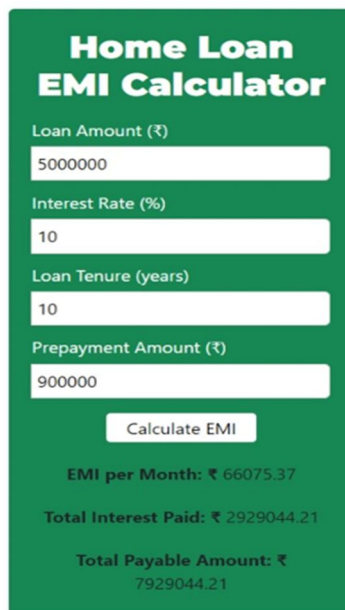 Home Loan
EMI Calculator
Loan Amount (₹)
5000000
Interest Rate (%)
10
Loan Tenure (years)
10
Prepayment Amount (₹)
900000
Calculate EMI
EMI per Month: ₹ 66075.37
Total Interest Paid: ₹ 2929044.21
Total Payable Amount: ₹
7929044.21